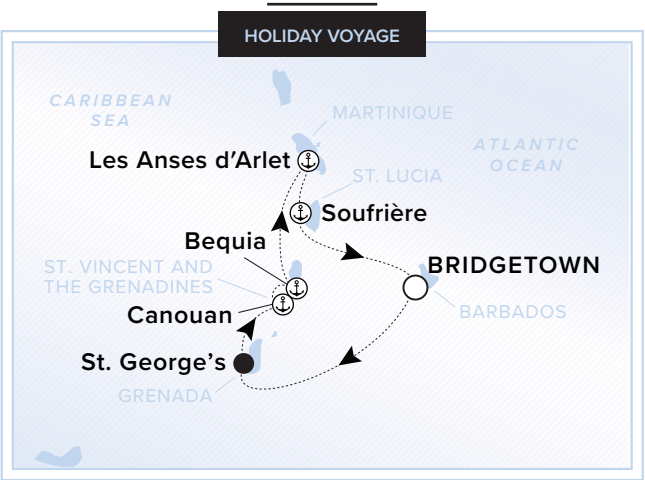 HOLIDAY VOYAGE
CARIBBEAN
SEA
MARTINIQUE
ATLANTIC
OCEAN
Les Anses d’Arlet
ST. LUCIA
Soufrière
Bequia
ST. VINCENT AND
THE GRENADINES
BRIDGETOWN
Canouan
BARBADOS
St. George’s
GRENADA